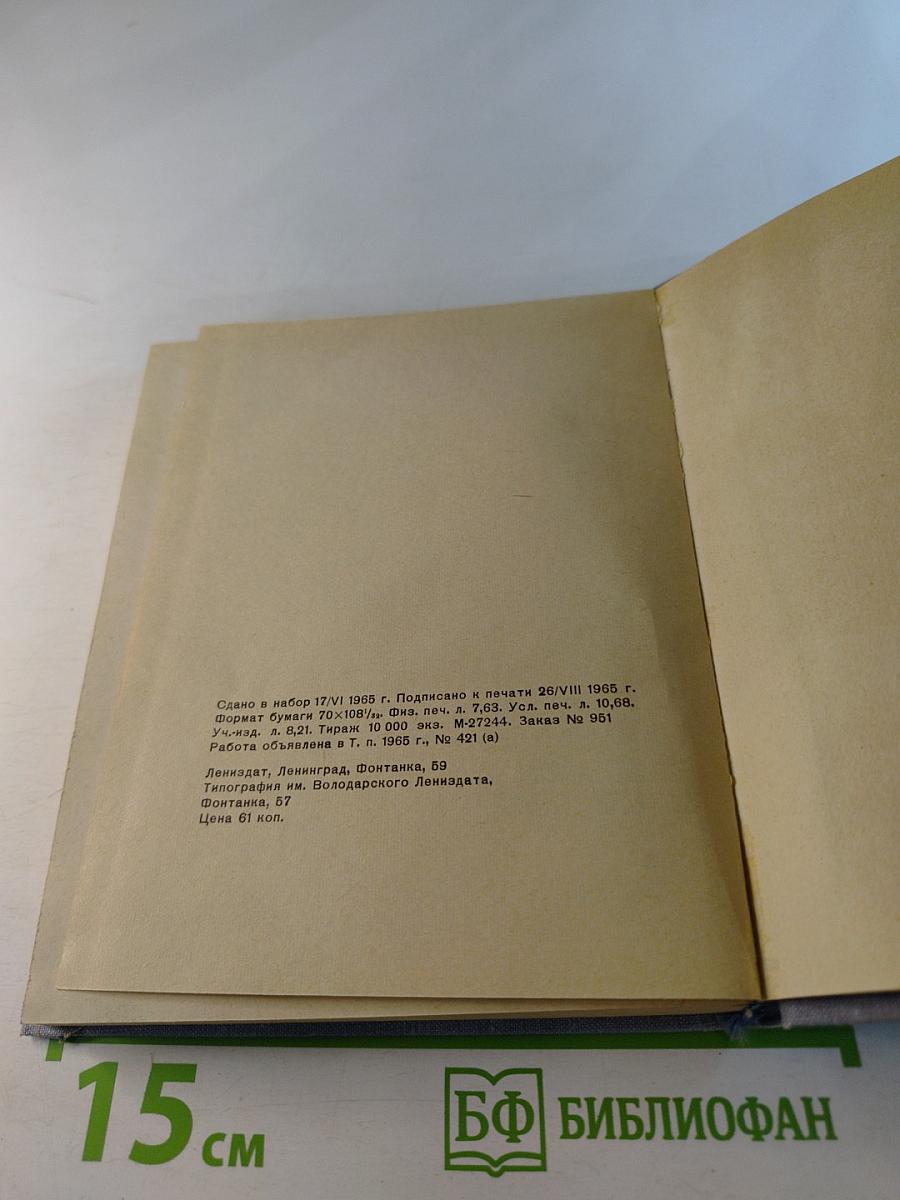 Сдано в набор 17/VI 1965 г. Подписано к печати 26/VIII 1965 г.
Формат бумаги 70×108¹/₃₂. Физ. печ. л. 7,63. Усл. печ. л. 10,68.
Уч.-изд. л. 8,21. Тираж 10 000 экз. М-27244. Заказ № 951
Работа объявлена в Т. п. 1965 г., № 421 (а)
Лениздат, Ленинград, Фонтанка, 59
Типография им. Володарского Лениздата,
Фонтанка, 57
Цена 61 коп.
15 см
БФ БИБЛИОФАН